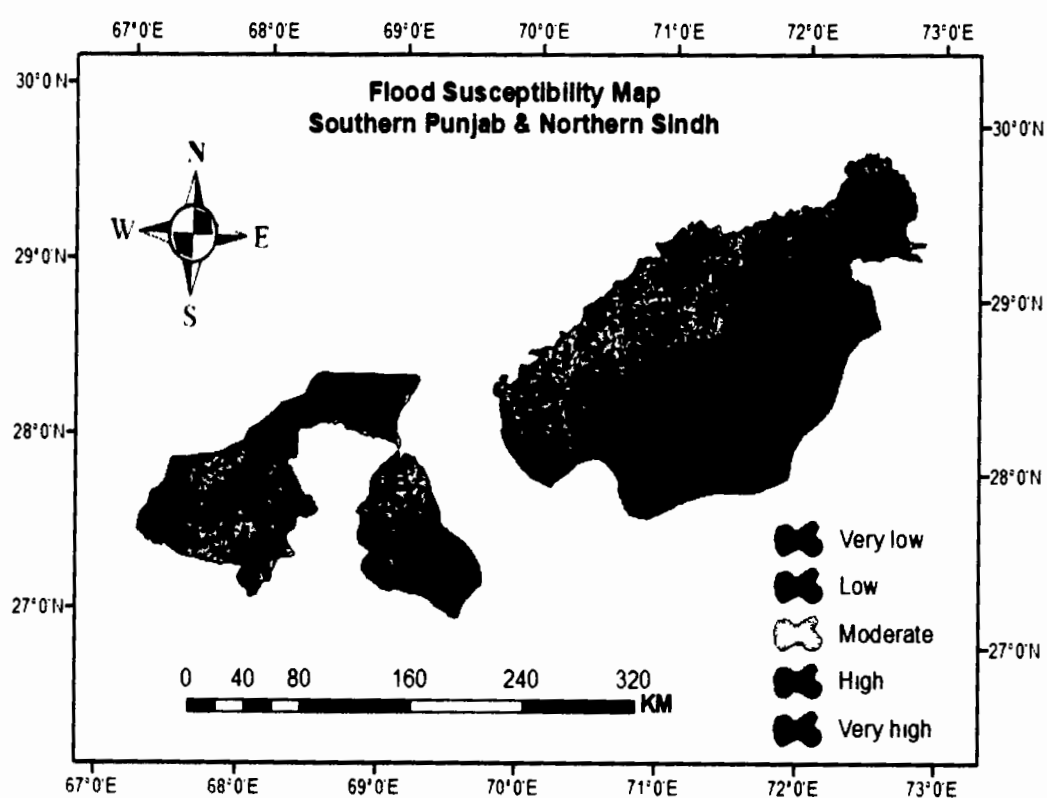 67°0'E 68°0'E 69°0'E 70°0'E 71°0'E 72°0'E 73°0'E
30°0'N
Flood Susceptibility Map
Southern Punjab & Northern Sindh
30°0'N
N
W E
S
29°0'N
29°0'N
28°0'N
28°0'N
Very low
Low
Moderate
High
Very high
27°0'N
27°0'N
0 40 80 160 240 320
KM
67°0'E 68°0'E 69°0'E 70°0'E 71°0'E 72°0'E 73°0'E